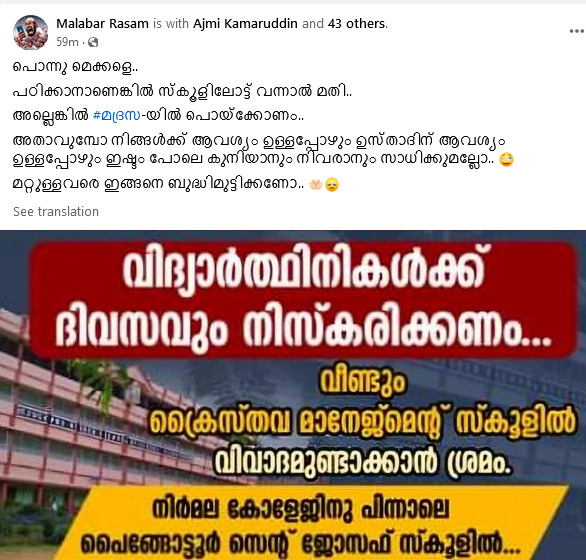 Malabar Rasam is with Ajmi Kamaruddin and 43 others.
59m
പൊന്നു മെക്കളെ..
പഠിക്കാനാണെങ്കിൽ സ്കൂളിലോട്ട് വന്നാൽ മതി..
അല്ലെങ്കിൽ #മദ്രസ-യിൽ പൊയ്ക്കോണം..
അതാവുമ്പോ നിങ്ങൾക്ക് ആവശ്യം ഉള്ളപ്പോഴും ഉസ്താദിന് ആവശ്യം
ഉള്ളപ്പോഴും ഇഷ്ടം പോലെ കുനിയാനും നിവരാനും സാധിക്കുമല്ലോ..
മറ്റുള്ളവരെ ഇങ്ങനെ ബുദ്ധിമുട്ടിക്കണോ..
See translation
വിദ്യാർത്ഥിനികൾക്ക്
ദിവസവും നിസ്കരിക്കണം...
വീണ്ടും
ക്രൈസ്തവ മാനേജ്മെന്റ് സ്കൂളിൽ
വിവാദമുണ്ടാക്കാൻ ശ്രമം.
നിർമല കോളേജിനു പിന്നാലെ
പൈങ്ങോട്ടൂർ സെന്റ് ജോസഫ് സ്കൂളിൽ...